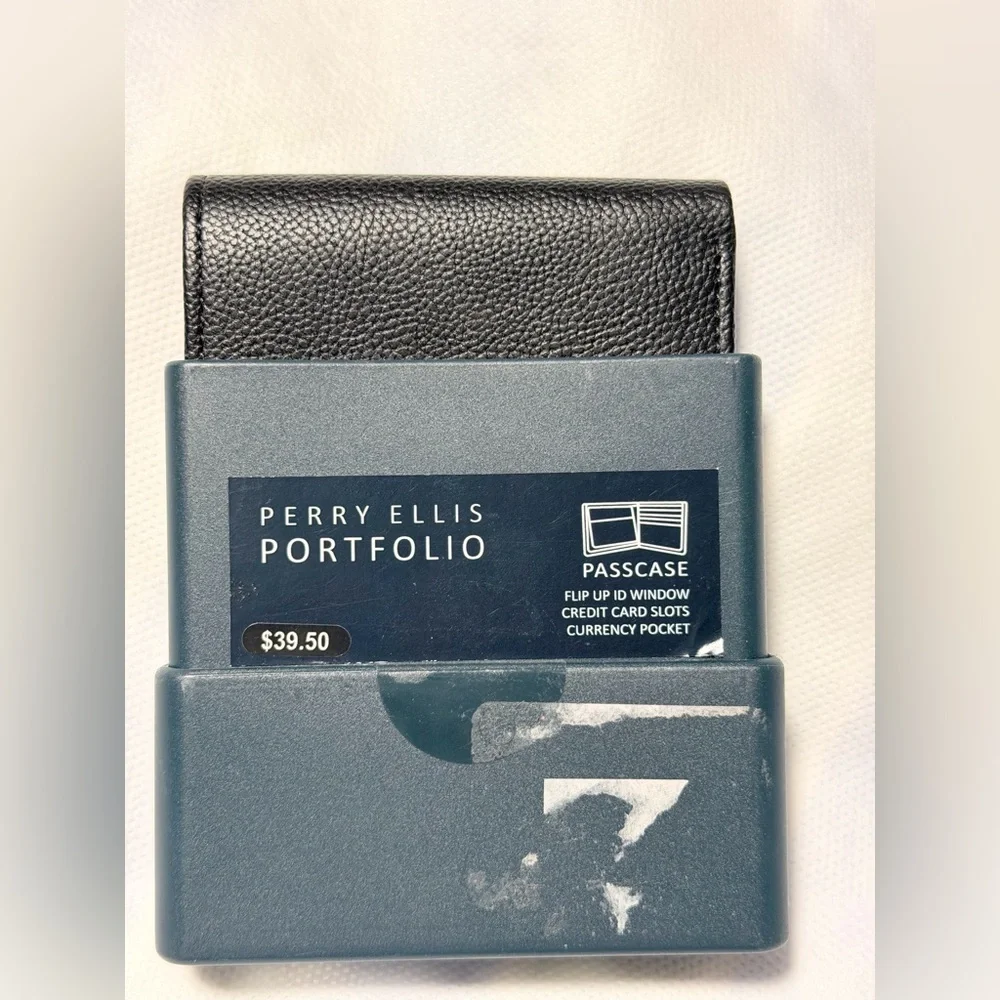 PERRY ELLIS
PORTFOLIO
$39.50
PASSCASE
FLIP UP ID WINDOW
CREDIT CARD SLOTS
CURRENCY POCKET